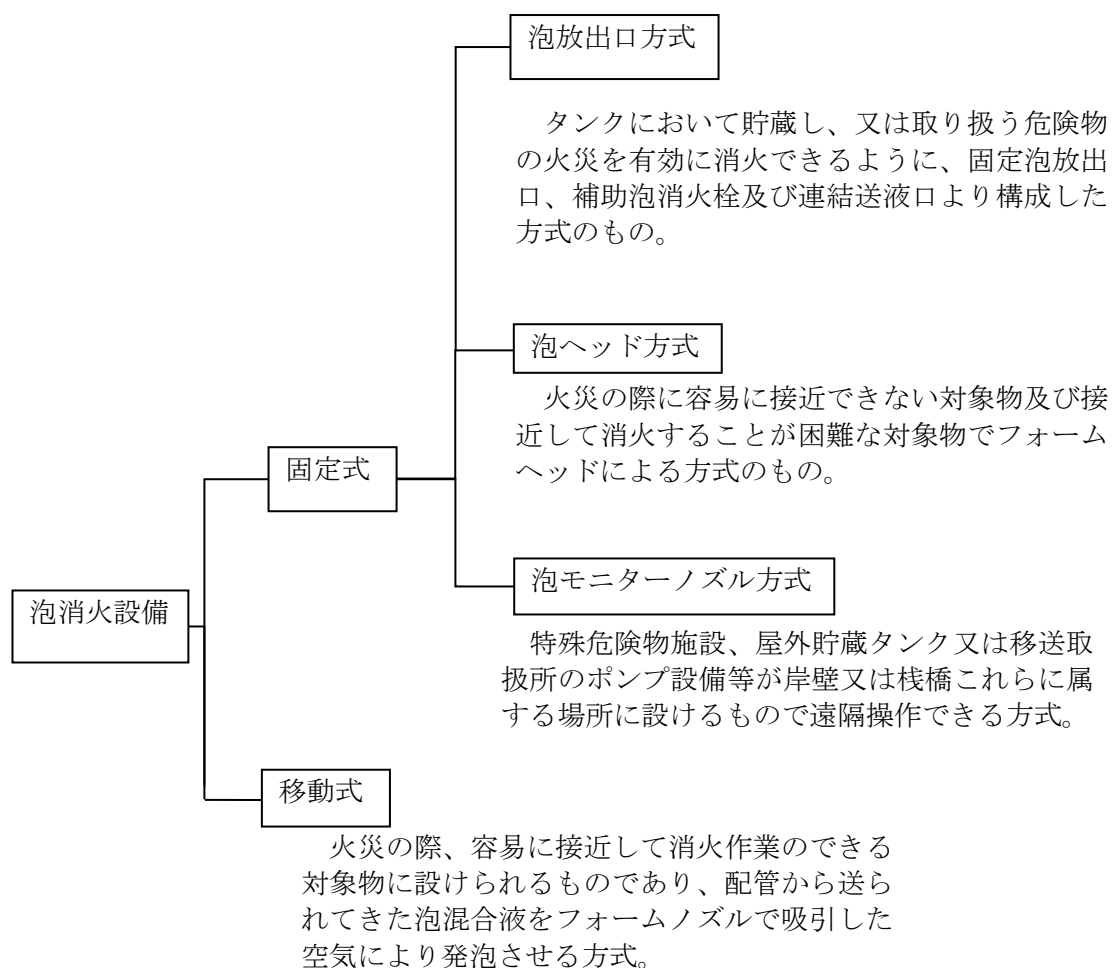 泡放出口方式
タンクにおいて貯蔵し、又は取り扱う危険物
の火災を有効に消火できるように、固定泡放出
口、補助泡消火栓及び連結送液口より構成した
方式のもの。
泡ヘッド方式
火災の際に容易に接近できない対象物及び接
近して消火することが困難な対象物でフォーム
ヘッドによる方式のもの。
固定式
泡モニターノズル方式
泡消火設備
特殊危険物施設、屋外貯蔵タンク又は移送取
扱所のポンプ設備等が岸壁又は桟橋これらに属
する場所に設けるもので遠隔操作できる方式。
移動式
火災の際、容易に接近して消火作業のできる
対象物に設けられるものであり、配管から送ら
れてきた泡混合液をフォームノズルで吸引した
空気により発泡させる方式。